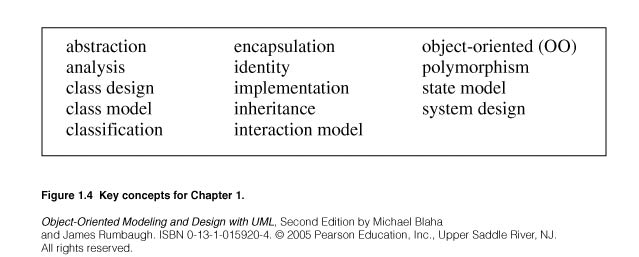 abstraction encapsulation object-oriented (OO)
analysis identity polymorphism
class design implementation state model
class model inheritance system design
classification interaction model
Figure 1.4 Key concepts for Chapter 1.
Object-Oriented Modeling and Design with UML, Second Edition by Michael Blaha
and James Rumbaugh. ISBN 0-13-1-015920-4. © 2005 Pearson Education, Inc., Upper Saddle River, NJ.
All rights reserved.